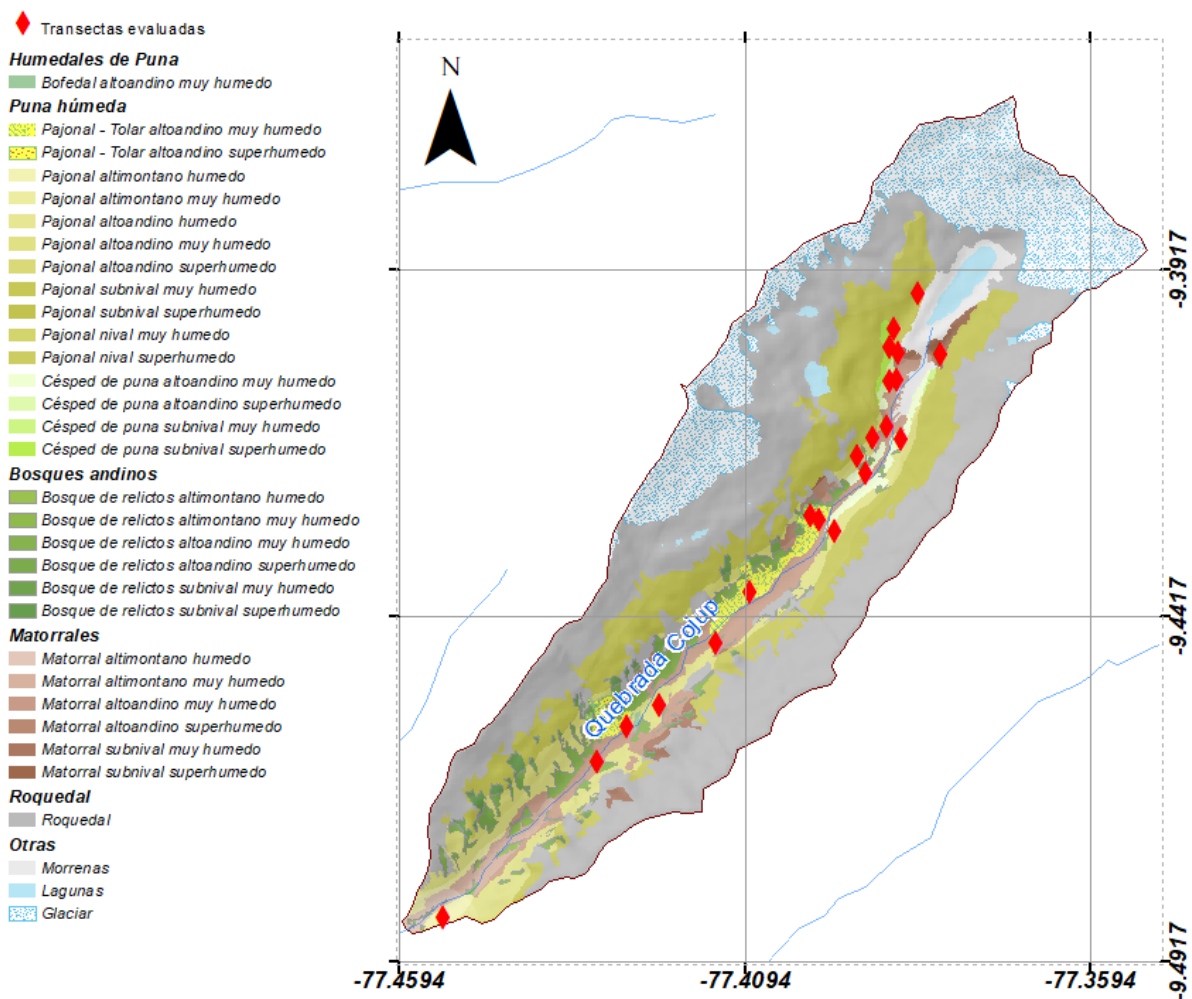 Transectas evaluadas
Humedales de Puna
Bofedal altoandino muy humedo
Puna húmeda
Pajonal - Tolar altoandino muy humedo
Pajonal - Tolar altoandino superhumedo
Pajonal altimontano humedo
Pajonal altimontano muy humedo
Pajonal altoandino humedo
Pajonal altoandino muy humedo
Pajonal altoandino superhumedo
Pajonal subnival muy humedo
Pajonal subnival superhumedo
Pajonal nival muy humedo
Pajonal nival superhumedo
Césped de puna altoandino muy humedo
Césped de puna altoandino superhumedo
Césped de puna subnival muy humedo
Césped de puna subnival superhumedo
Bosques andinos
Bosque de relictos altimontano humedo
Bosque de relictos altimontano muy humedo
Bosque de relictos altoandino muy humedo
Bosque de relictos altoandino superhumedo
Bosque de relictos subnival muy humedo
Bosque de relictos subnival superhumedo
Matorrales
Matorral altimontano humedo
Matorral altimontano muy humedo
Matorral altoandino muy humedo
Matorral altoandino superhumedo
Matorral subnival muy humedo
Matorral subnival superhumedo
Roquedal
Roquedal
Otras
Morrenas
Lagunas
Glaciar
N
Quebrada Cojup
-9.3917
-9.4417
-9.4917
-77.4594
-77.4094
-77.3594